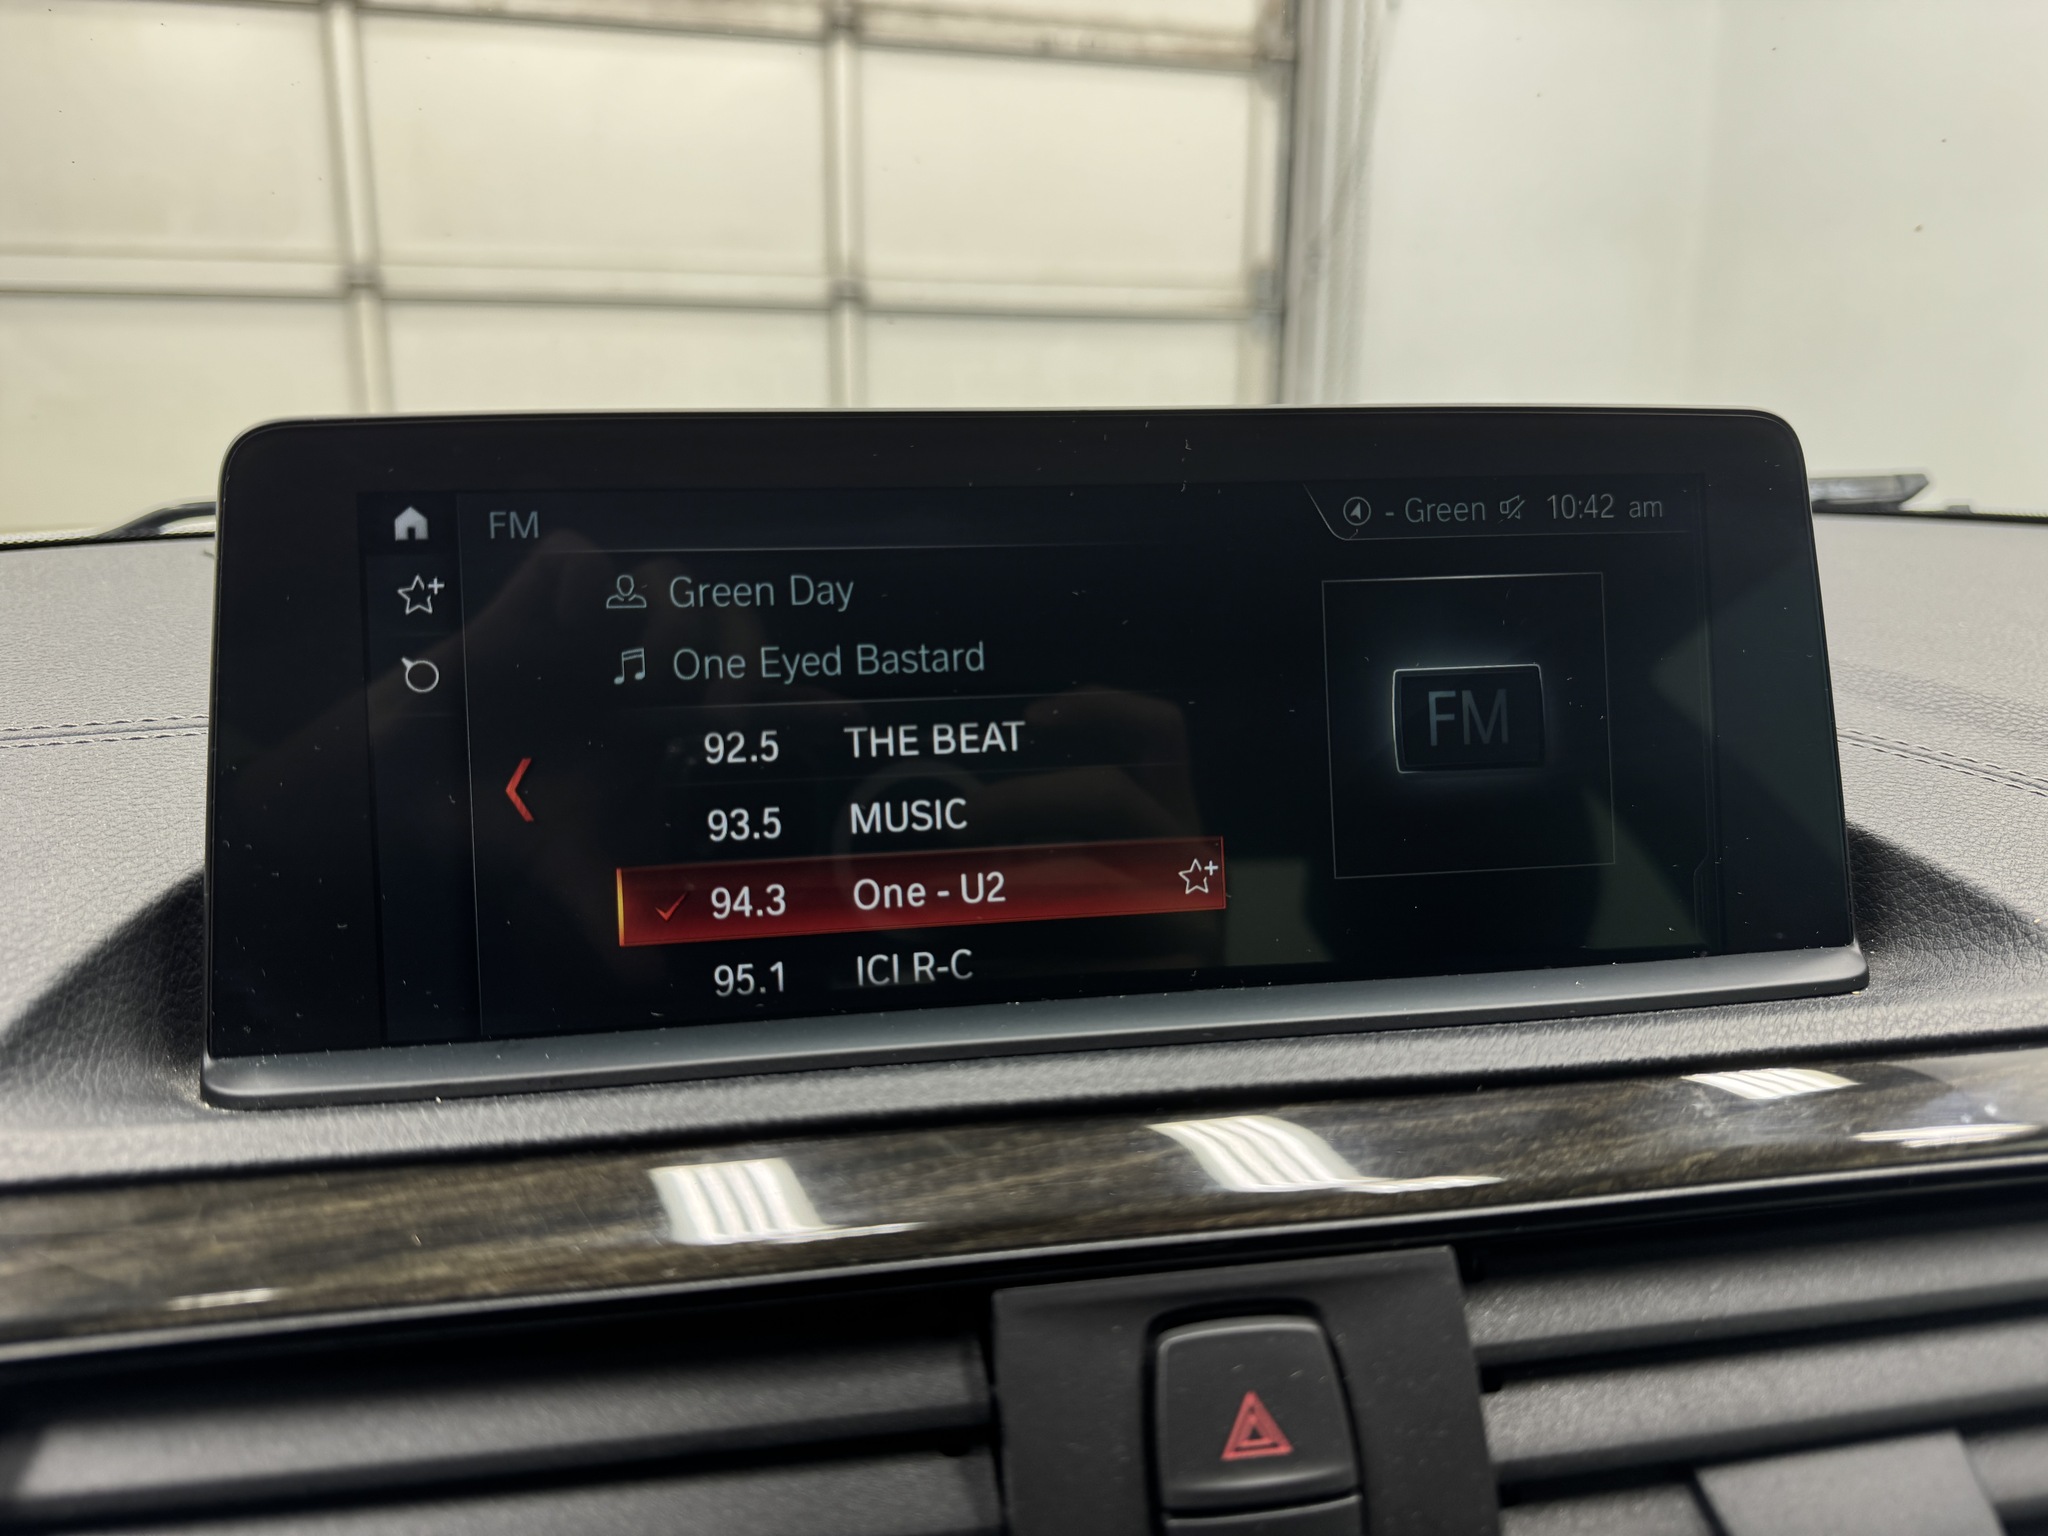 FM
- Green 10:42 am
Green Day
One Eyed Bastard
92.5 THE BEAT
93.5 MUSIC
94.3 One - U2
95.1 ICI R-C
FM